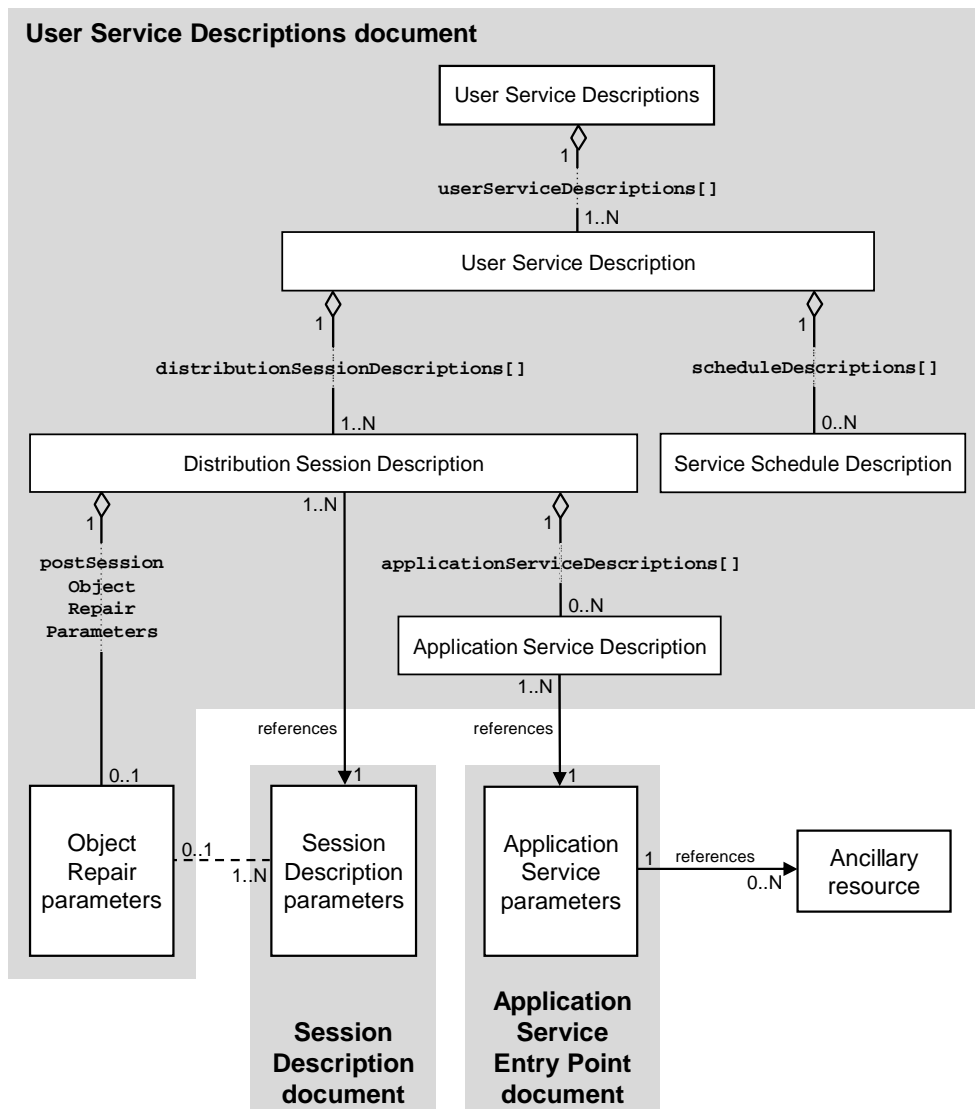 User Service Descriptions document
User Service Descriptions
1
userServiceDescriptions[]
1..N
User Service Description
1
distributionSessionDescriptions[]
1..N
1
scheduleDescriptions[]
0..N
Distribution Session Description
Service Schedule Description
1
postSession
Object
Repair
Parameters
0..1
1..N
references
1
1
applicationServiceDescriptions[]
0..N
Application Service Description
1..N
references
1
Object
Repair
parameters
0..1
1..N
Session
Description
parameters
Application
Service
parameters
1
references
0..N
Ancillary
resource
Session
Description
document
Application
Service
Entry Point
document